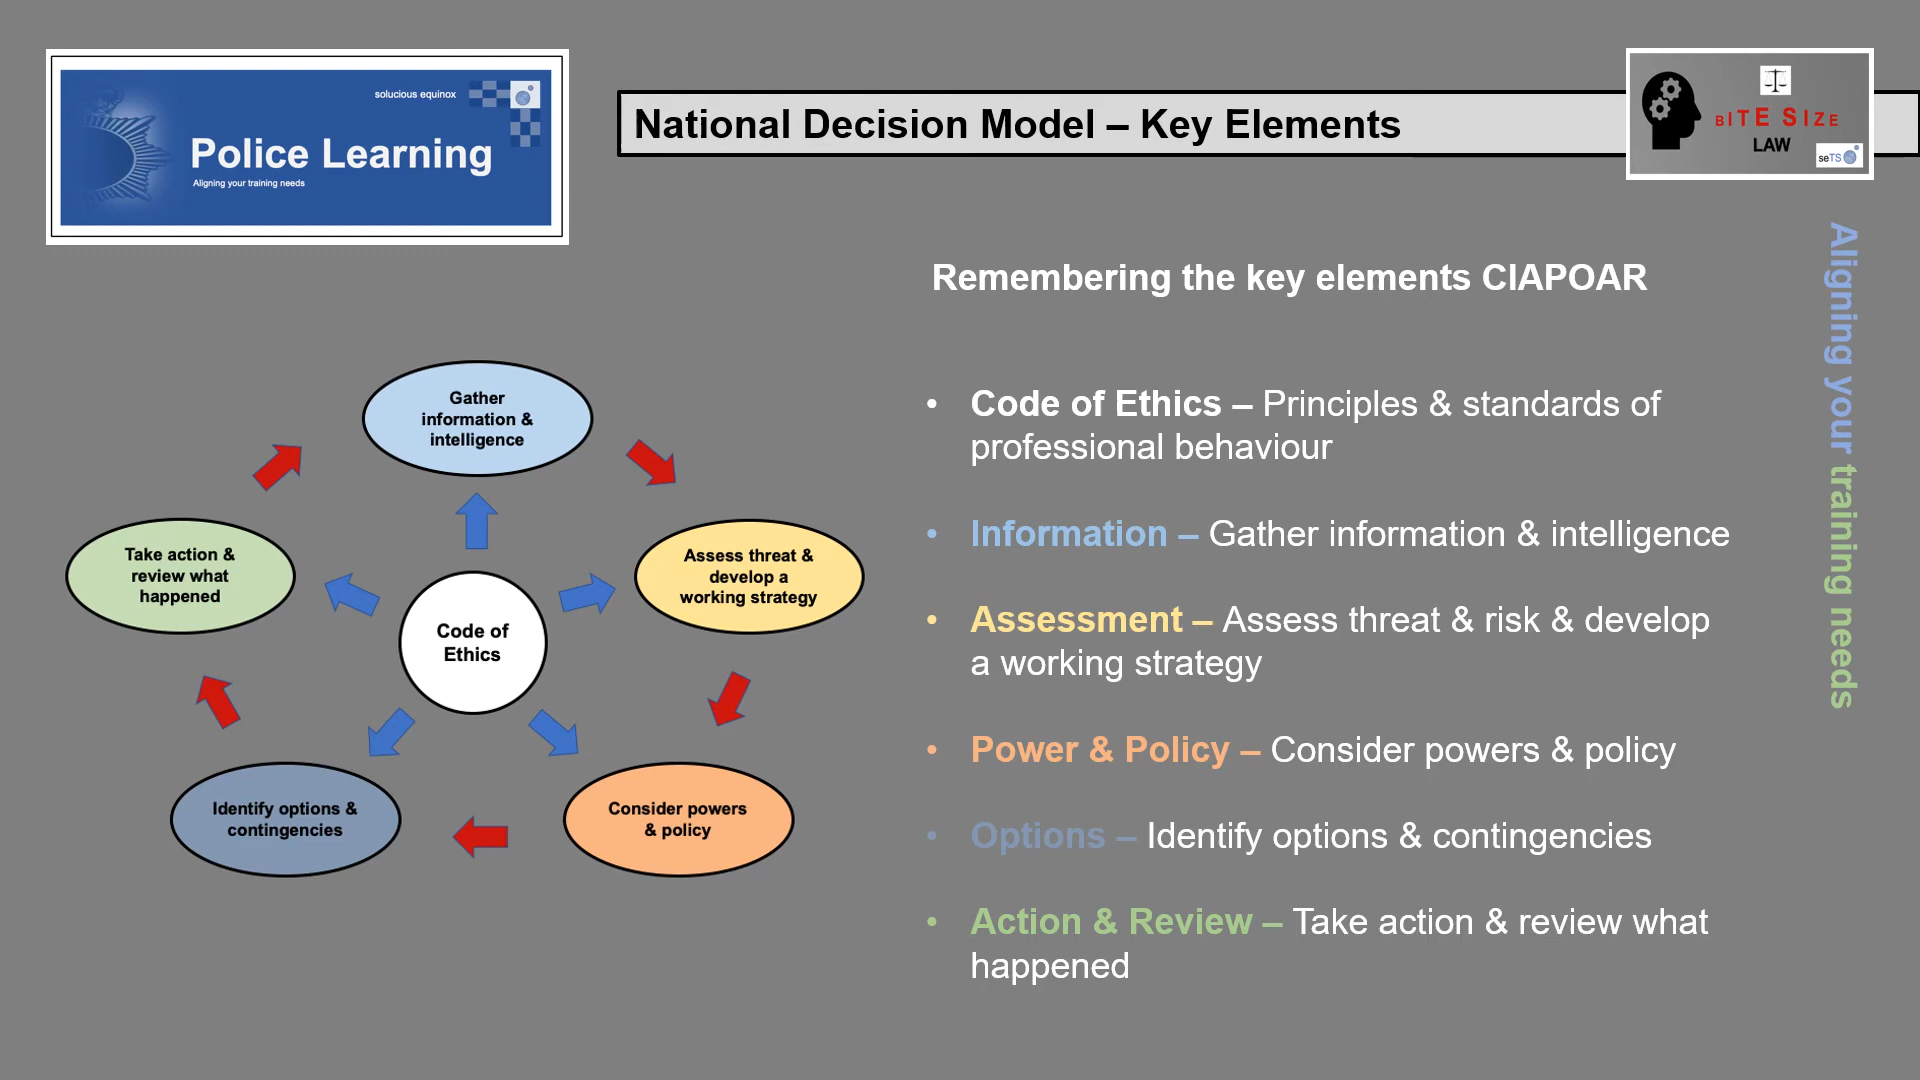 solucious equinox
Police Learning
Aligning your training needs
National Decision Model – Key Elements
BITE SIZE
LAW
seTS
Aligning your training needs
Remembering the key elements CIAPOAR
Gather
information &
intelligence
Take action &
review what
happened
Assess threat &
develop a
working strategy
Code of
Ethics
Identify options &
contingencies
Consider powers
& policy
• Code of Ethics – Principles & standards of
professional behaviour
• Information – Gather information & intelligence
• Assessment – Assess threat & risk & develop
a working strategy
• Power & Policy – Consider powers & policy
• Options – Identify options & contingencies
• Action & Review – Take action & review what
happened